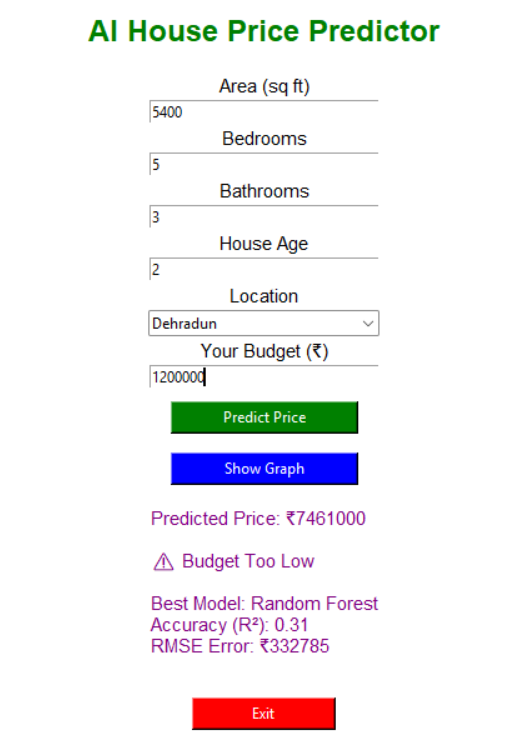 AI House Price Predictor
Area (sq ft)
5400
Bedrooms
5
Bathrooms
3
House Age
2
Location
Dehradun
Your Budget (₹)
1200000
Predict Price
Show Graph
Predicted Price: ₹7461000
⚠ Budget Too Low
Best Model: Random Forest
Accuracy (R²): 0.31
RMSE Error: ₹332785
Exit